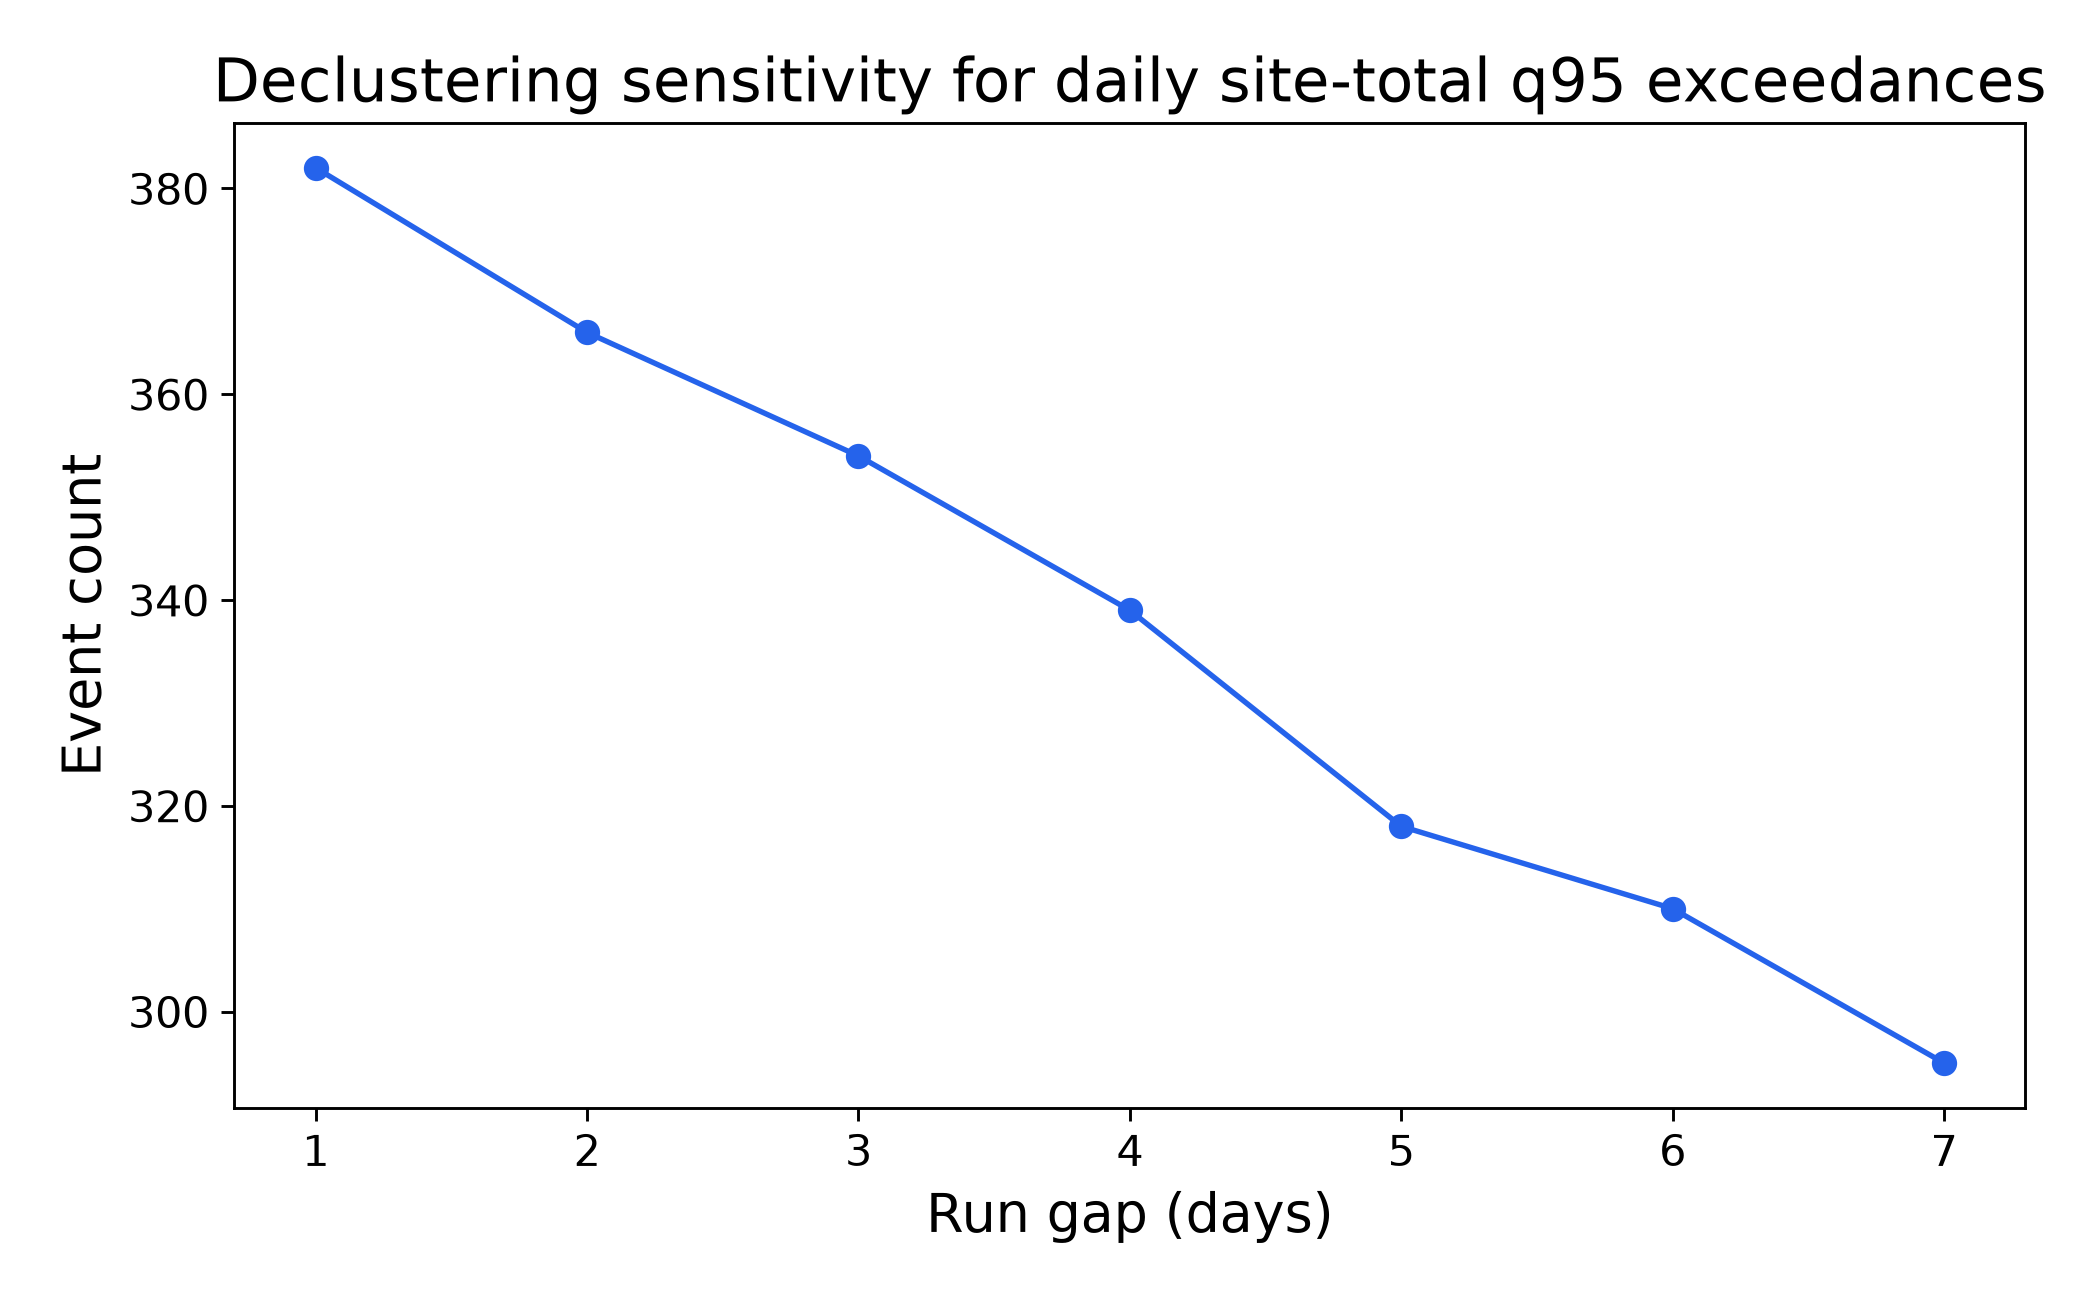 Declustering sensitivity for daily site-total q95 exceedances
Event count
380
360
340
320
300
1 2 3 4 5 6 7
Run gap (days)